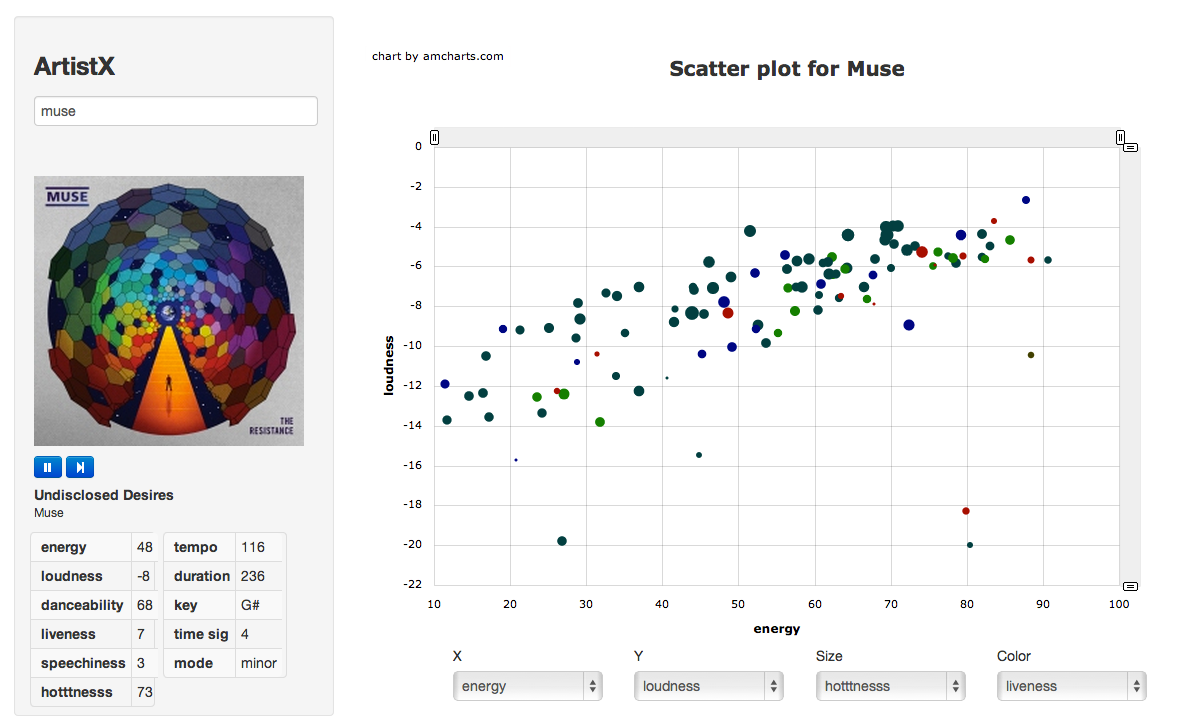 ArtistX
muse
MUSE
THE
RESISTANCE
Undisclosed Desires
Muse
energy 48 tempo 116
loudness -8 duration 236
danceability 68 key G#
liveness 7 time sig 4
speechiness 3 mode minor
hotttnesss 73
chart by amcharts.com
Scatter plot for Muse
0
-2
-4
-6
-8
-10
-12
-14
-16
-18
-20
-22
loudness
10 20 30 40 50 60 70 80 90 100
energy
X Y Size Color
energy loudness hotttnesss liveness